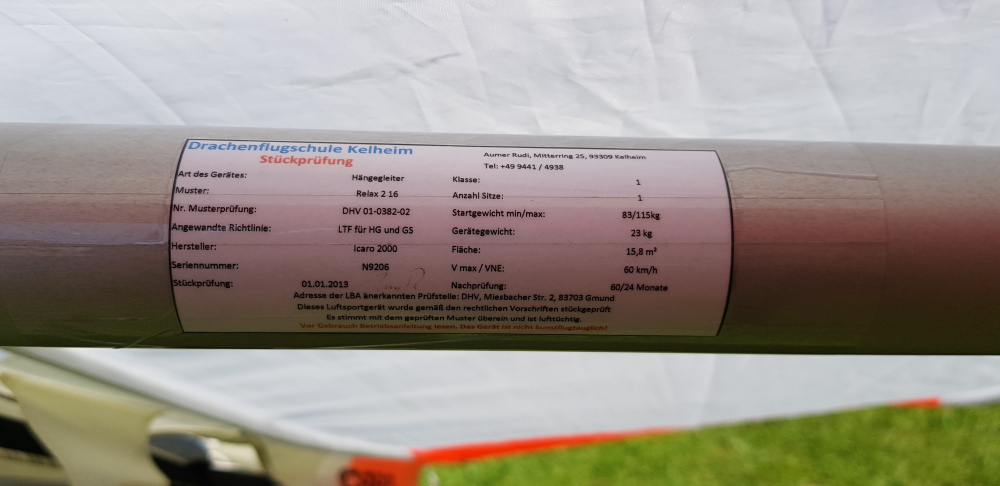 Drachenflugschule Kelheim
Stückprüfung
Aumer Rudi, Mitterring 25, 93309 Kelheim
Tel: +49 9441 / 4938
Art des Gerätes: Hängegleiter Klasse: 1
Muster: Relax 2 16 Anzahl Sitze: 1
Nr. Musterprüfung: DHV 01-0382-02 Startgewicht min/max: 83/115kg
Angewandte Richtlinie: LTF für HG und GS Gerätegewicht: 23 kg
Hersteller: Icaro 2000 Fläche: 15,8 m²
Seriennummer: N9206 V max / VNE: 60 km/h
Stückprüfung: 01.01.2013 Nachprüfung: 60/24 Monate
Adresse der LBA anerkannten Prüfstelle: DHV, Miesbacher Str. 2, 83703 Gmund
Dieses Luftsportgerät wurde gemäß den rechtlichen Vorschriften stückgeprüft
Es stimmt mit dem geprüften Muster überein und ist lufttüchtig.
Vor Gebrauch Betriebsanleitung lesen. Das Gerät ist nicht kunstflugtauglich!